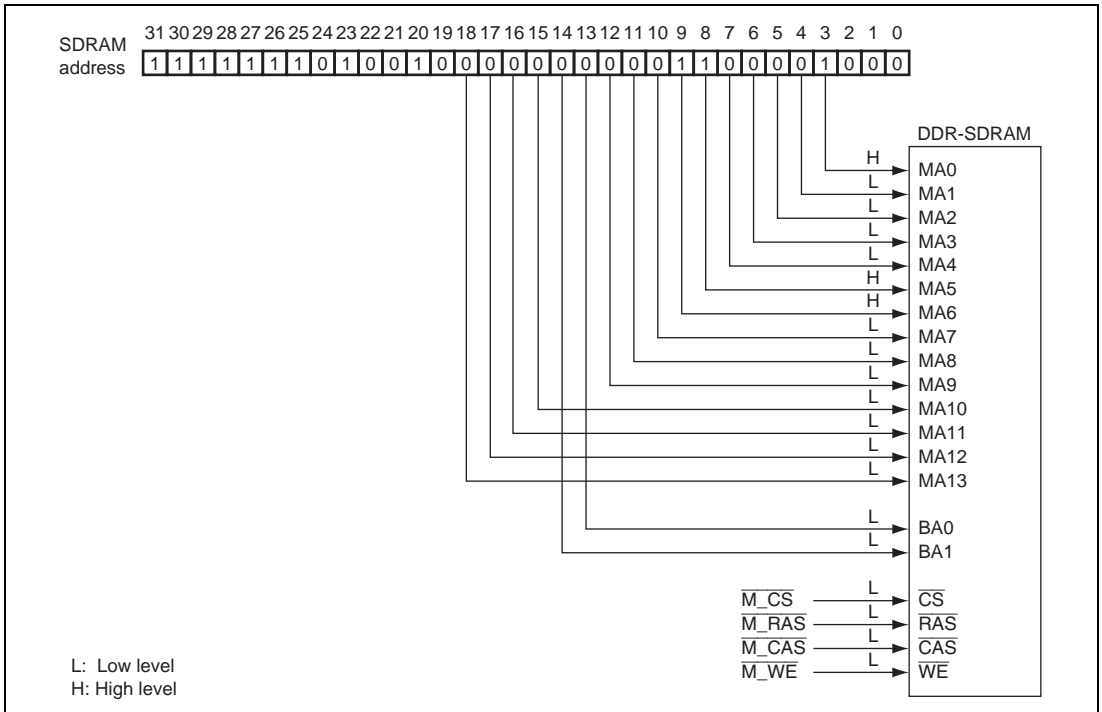 31 30 29 28 27 26 25 24 23 22 21 20 19 18 17 16 15 14 13 12 11 10 9 8 7 6 5 4 3 2 1 0
SDRAM
address
1 1 1 1 1 1 1 0 1 0 0 1 0 0 0 0 0 0 0 0 0 0 1 1 0 0 0 0 1 0 0 0
DDR-SDRAM
H MA0
L MA1
L MA2
L MA3
L MA4
H MA5
H MA6
L MA7
L MA8
L MA9
L MA10
L MA11
L MA12
L MA13
L BA0
L BA1
M_CS L CS
M_RAS L RAS
M_CAS L CAS
M_WE L WE
L: Low level
H: High level